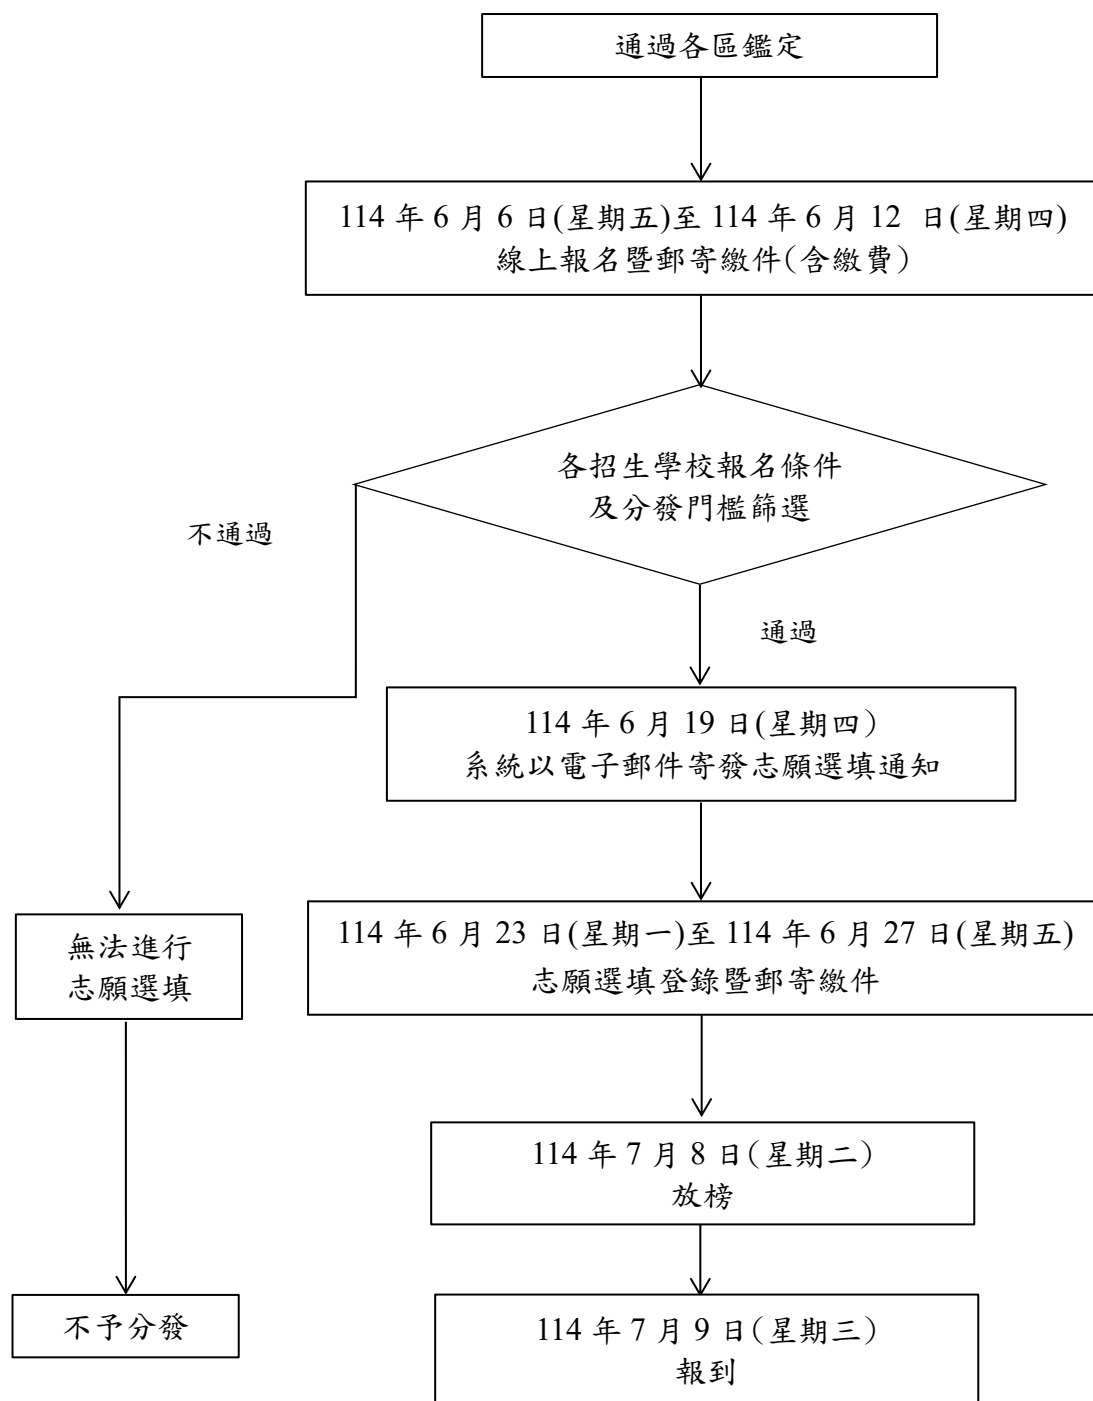 通過各區鑑定
114 年 6 月 6 日(星期五)至 114 年 6 月 12 日(星期四)
線上報名暨郵寄繳件(含繳費)
各招生學校報名條件
及分發門檻篩選
不通過
通過
114 年 6 月 19 日(星期四)
系統以電子郵件寄發志願選填通知
無法進行
志願選填
114 年 6 月 23 日(星期一)至 114 年 6 月 27 日(星期五)
志願選填登錄暨郵寄繳件
114 年 7 月 8 日(星期二)
放榜
不予分發
114 年 7 月 9 日(星期三)
報到